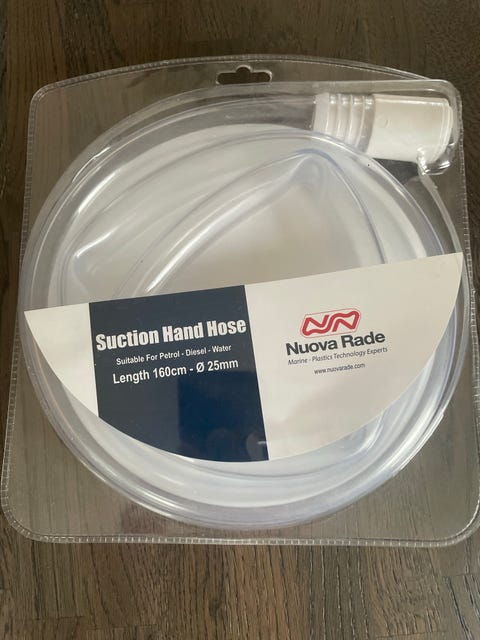 Suction Hand Hose
Suitable For Petrol - Diesel - Water
Length 160cm - Ø 25mm
Nuova Rade
Marine - Plastics Technology Experts
www.nuovarade.com